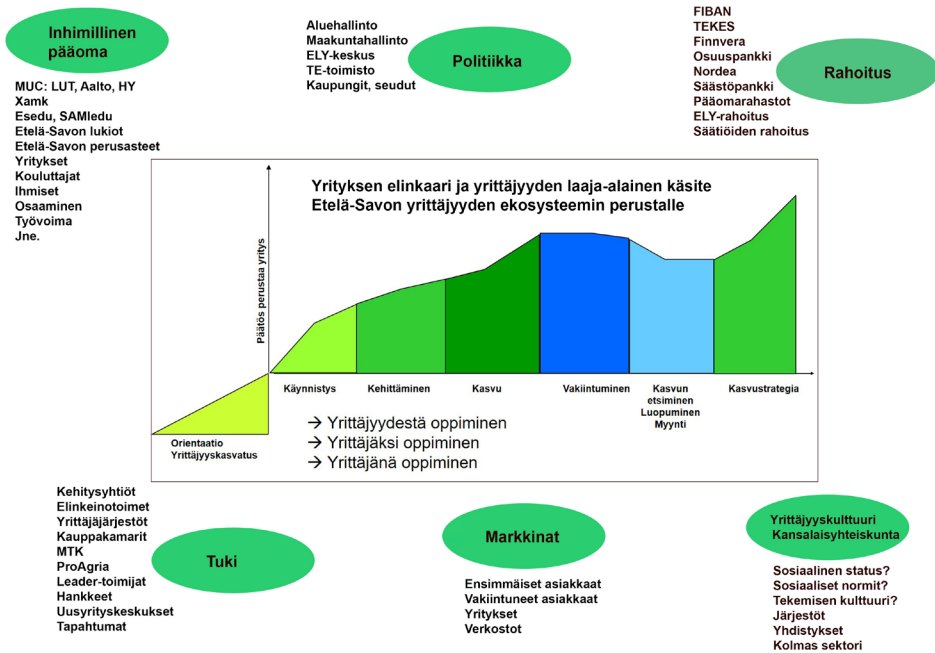 Inhimillinen
pääoma
MUC: LUT, Aalto, HY
Xamk
Esedu, SAMIedu
Etelä-Savon lukiot
Etelä-Savon perusasteet
Yritykset
Kouluttajat
Ihmiset
Osaaminen
Työvoima
Jne.
Aluehallinto
Maakuntahallinto
ELY-keskus
TE-toimisto
Kaupungit, seudut
Politiikka
FIBAN
TEKES
Finnvera
Osuuspankki
Nordea
Säästöpankki
Pääomarahastot
ELY-rahoitus
Säätiöiden rahoitus
Rahoitus
Yrityksen elinkaari ja yrittäjyyden laaja-alainen käsite
Etelä-Savon yrittäjyyden ekosysteemin perustalle
Päätös perustaa yritys
Käynnistys
Kehittäminen
Kasvu
Vakiintuminen
Kasvun
etsiminen
Luopuminen
Myynti
Kasvustrategia
Orientaatio
Yrittäjyyskasvatus
→ Yrittäjyydestä oppiminen
→ Yrittäjäksi oppiminen
→ Yrittäjänä oppiminen
Kehitysyhtiöt
Elinkeinotoimet
Yrittäjäjärjestöt
Kauppakamarit
MTK
ProAgria
Leader-toimijat
Hankkeet
Uusyrityskeskukset
Tapahtumat
Tuki
Markkinat
Ensimmäiset asiakkaat
Vakiintuneet asiakkaat
Yritykset
Verkostot
Yrittäjyyskulttuuri
Kansalaisyhteiskunta
Sosiaalinen status?
Sosiaaliset normit?
Tekemisen kulttuuri?
Järjestöt
Yhdistykset
Kolmas sektori